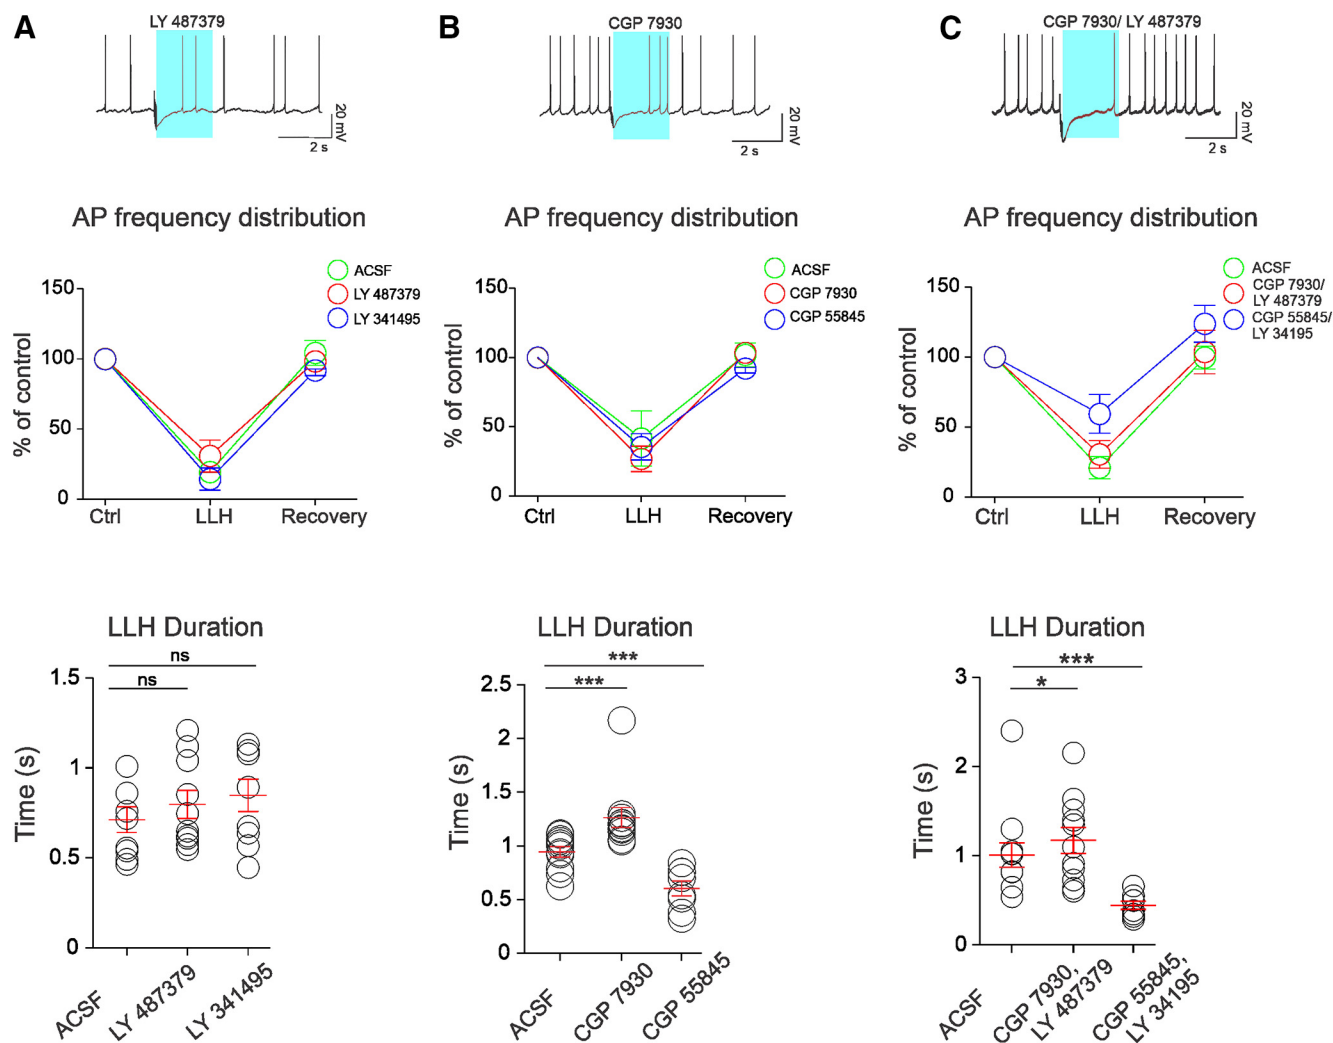 A
LY 487379
20 mV
2 s
AP frequency distribution
ACSF
LY 487379
LY 341495
% of control
150
100
50
0
Ctrl
LLH
Recovery
LLH Duration
ns
ns
Time (s)
1.5
1
0.5
0
ACSF
LY 487379
LY 341495
B
CGP 7930
20 mV
2 s
AP frequency distribution
ACSF
CGP 7930
CGP 55845
% of control
150
100
50
0
Ctrl
LLH
Recovery
LLH Duration
***
***
Time (s)
2.5
2
1.5
1
0.5
0
ACSF
CGP 7930
CGP 55845
C
CGP 7930/ LY 487379
20 mV
2 s
AP frequency distribution
ACSF
CGP 7930/
LY 487379
CGP 55845/
LY 34195
% of control
150
100
50
0
Ctrl
LLH
Recovery
LLH Duration
***
*
Time (s)
3
2
1
0
ACSF
CGP 7930,
LY 487379
CGP 55845,
LY 34195